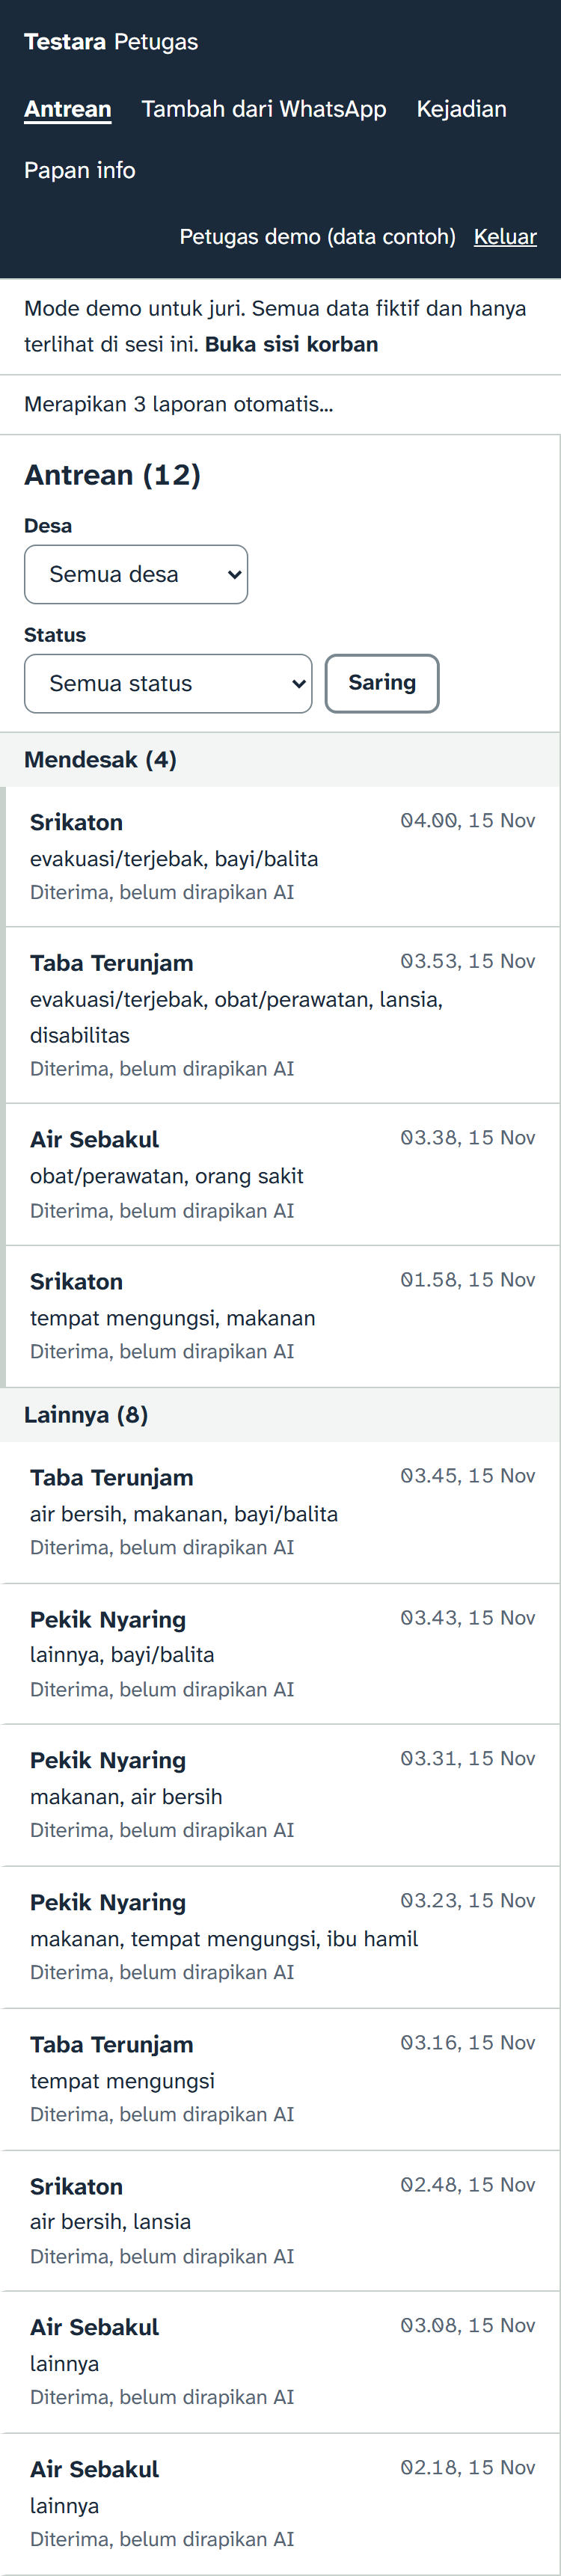 Testara Petugas
Antrean Tambah dari WhatsApp Kejadian
Papan info
Petugas demo (data contoh) Keluar
Mode demo untuk juri. Semua data fiktif dan hanya
terlihat di sesi ini. Buka sisi korban
Merapikan 3 laporan otomatis...
Antrean (12)
Desa
Semua desa
Status
Semua status Saring
Mendesak (4)
Srikaton 04.00, 15 Nov
evakuasi/terjebak, bayi/balita
Diterima, belum dirapikan AI
Taba Terunjam 03.53, 15 Nov
evakuasi/terjebak, obat/perawatan, lansia,
disabilitas
Diterima, belum dirapikan AI
Air Sebakul 03.38, 15 Nov
obat/perawatan, orang sakit
Diterima, belum dirapikan AI
Srikaton 01.58, 15 Nov
tempat mengungsi, makanan
Diterima, belum dirapikan AI
Lainnya (8)
Taba Terunjam 03.45, 15 Nov
air bersih, makanan, bayi/balita
Diterima, belum dirapikan AI
Pekik Nyaring 03.43, 15 Nov
lainnya, bayi/balita
Diterima, belum dirapikan AI
Pekik Nyaring 03.31, 15 Nov
makanan, air bersih
Diterima, belum dirapikan AI
Pekik Nyaring 03.23, 15 Nov
makanan, tempat mengungsi, ibu hamil
Diterima, belum dirapikan AI
Taba Terunjam 03.16, 15 Nov
tempat mengungsi
Diterima, belum dirapikan AI
Srikaton 02.48, 15 Nov
air bersih, lansia
Diterima, belum dirapikan AI
Air Sebakul 03.08, 15 Nov
lainnya
Diterima, belum dirapikan AI
Air Sebakul 02.18, 15 Nov
lainnya
Diterima, belum dirapikan AI